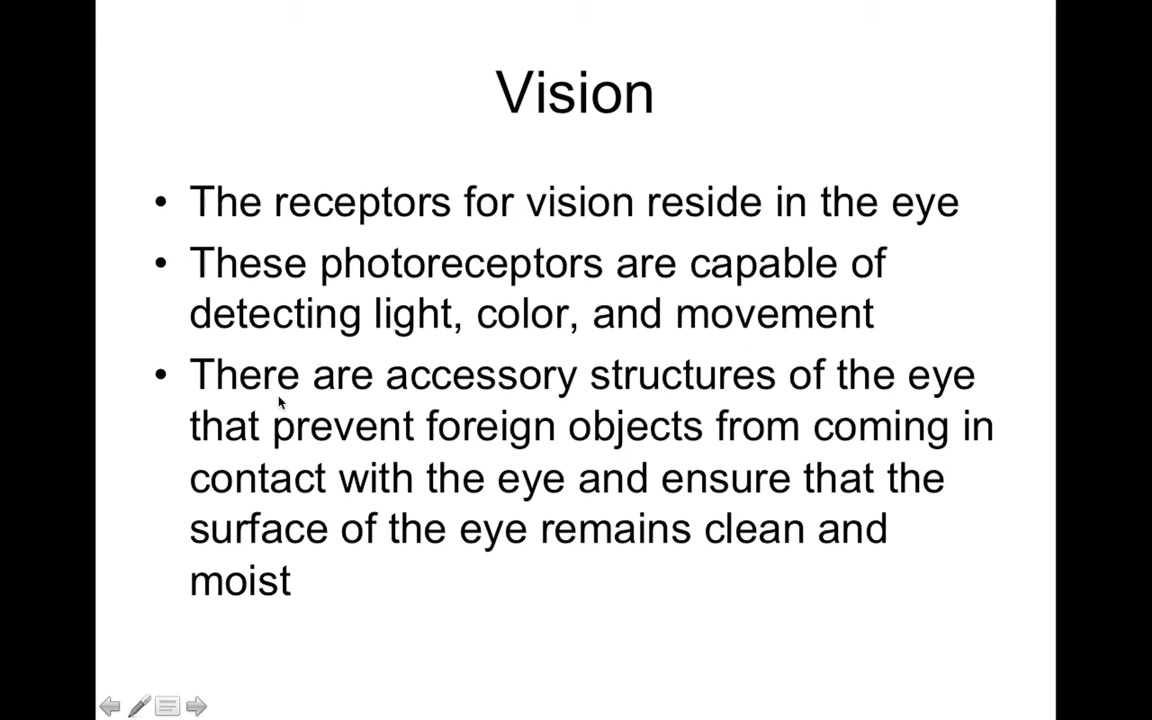 Vision
• The receptors for vision reside in the eye
• These photoreceptors are capable of
detecting light, color, and movement
• There are accessory structures of the eye
that prevent foreign objects from coming in
contact with the eye and ensure that the
surface of the eye remains clean and
moist